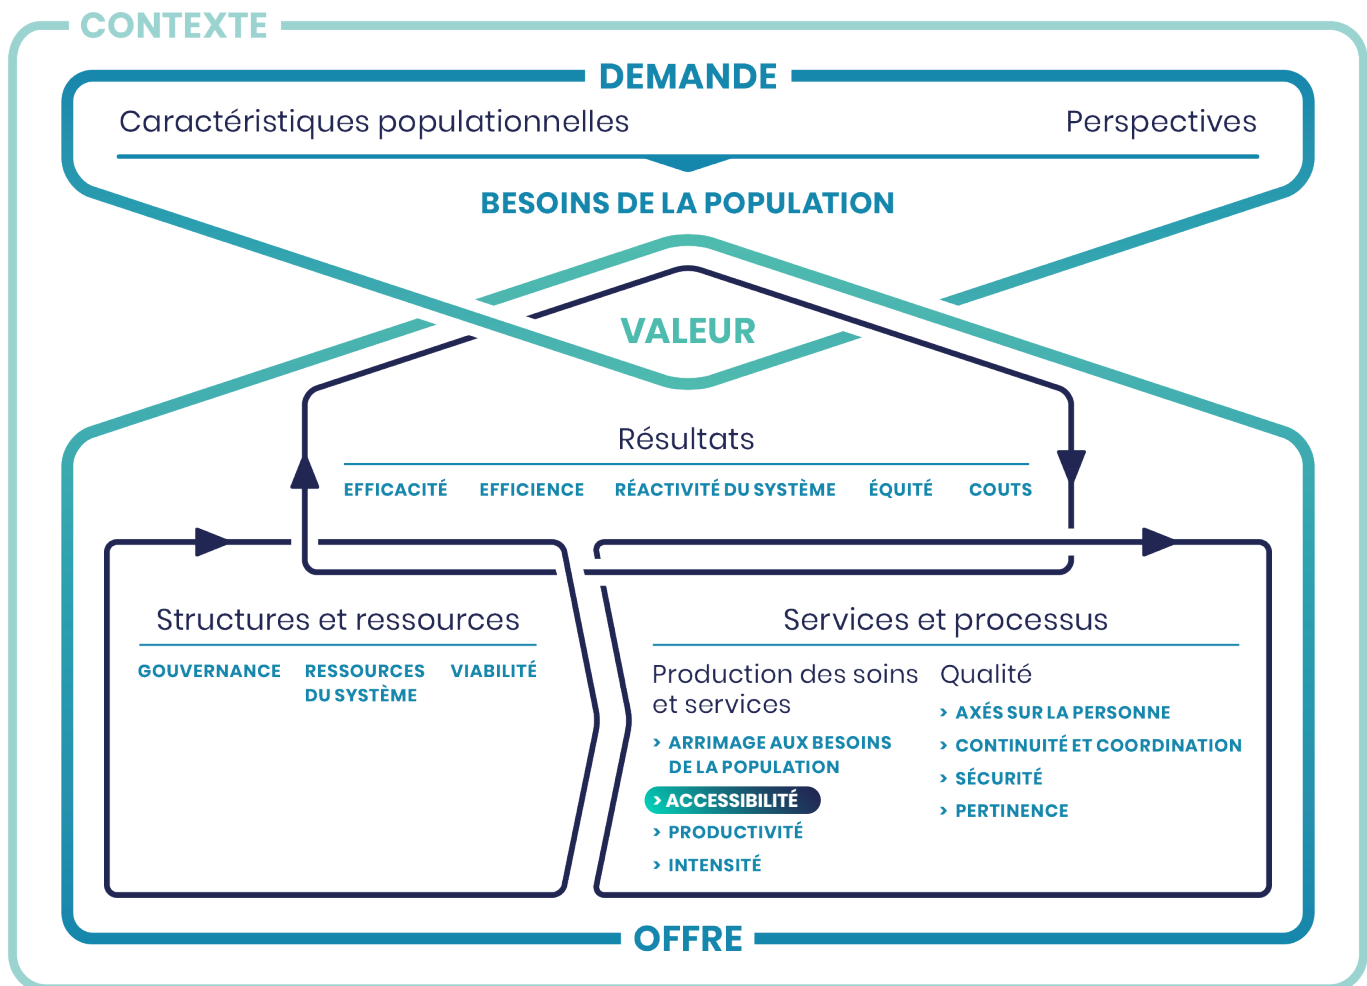 CONTEXTE
DEMANDE
Caractéristiques populationnelles
Perspectives
BESOINS DE LA POPULATION
VALEUR
Résultats
EFFICACITÉ EFFICIENCE RÉACTIVITÉ DU SYSTÈME ÉQUITÉ COUTS
Structures et ressources
GOUVERNANCE RESSOURCES VIABILITÉ
DU SYSTÈME
Services et processus
Production des soins
et services
> ARRIMAGE AUX BESOINS
DE LA POPULATION
> ACCESSIBILITÉ
> PRODUCTIVITÉ
> INTENSITÉ
Qualité
> AXÉS SUR LA PERSONNE
> CONTINUITÉ ET COORDINATION
> SÉCURITÉ
> PERTINENCE
OFFRE